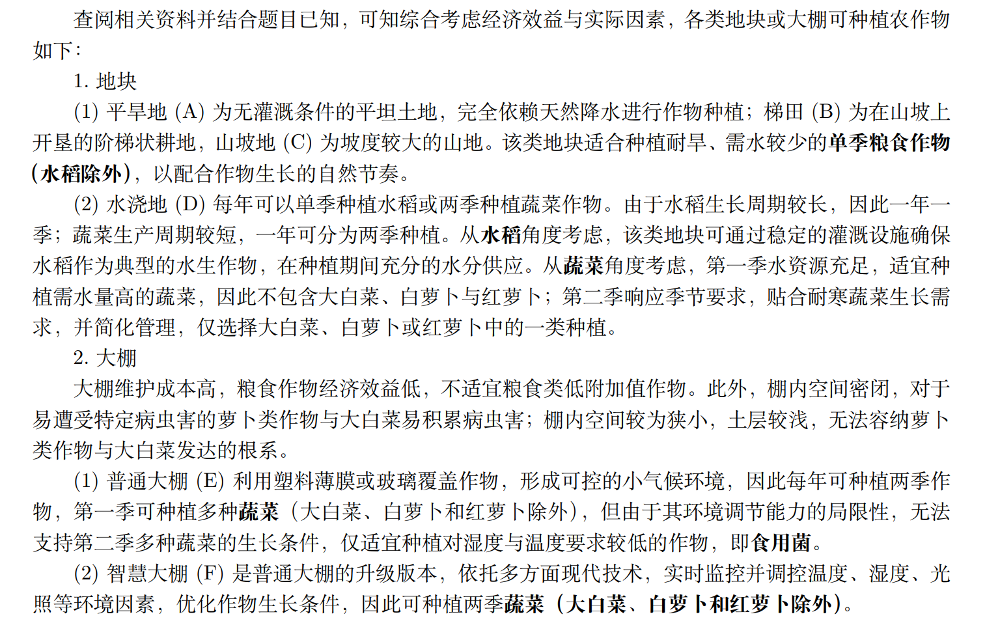 查阅相关资料并结合题目已知，可知综合考虑经济效益与实际因素，各类地块或大棚可种植农作物
如下：
1. 地块
(1) 平旱地 (A) 为无灌溉条件的平坦土地，完全依赖天然降水进行作物种植；梯田 (B) 为在山坡上
开垦的阶梯状耕地，山坡地 (C) 为坡度较大的山地。该类地块适合种植耐旱、需水较少的单季粮食作物
(水稻除外)，以配合作物生长的自然节奏。
(2) 水浇地 (D) 每年可以单季种植水稻或两季种植蔬菜作物。由于水稻生长周期较长，因此一年一
季；蔬菜生产周期较短，一年可分为两季种植。从水稻角度考虑，该类地块可通过稳定的灌溉设施确保
水稻作为典型的水生作物，在种植期间充分的水分供应。从蔬菜角度考虑，第一季水资源充足，适宜种
植需水量高的蔬菜，因此不包含大白菜、白萝卜与红萝卜；第二季响应季节要求，贴合耐寒蔬菜生长需
求，并简化管理，仅选择大白菜、白萝卜或红萝卜中的一类种植。
2. 大棚
大棚维护成本高，粮食作物经济效益低，不适宜粮食类低附加值作物。此外，棚内空间密闭，对于
易遭受特定病虫害的萝卜类作物与大白菜易积累病虫害；棚内空间较为狭小，土层较浅，无法容纳萝卜
类作物与大白菜发达的根系。
(1) 普通大棚 (E) 利用塑料薄膜或玻璃覆盖作物，形成可控的小气候环境，因此每年可种植两季作
物，第一季可种植多种蔬菜（大白菜、白萝卜和红萝卜除外），但由于其环境调节能力的局限性，无法
支持第二季多种蔬菜的生长条件，仅适宜种植对湿度与温度要求较低的作物，即食用菌。
(2) 智慧大棚 (F) 是普通大棚的升级版本，依托多方面现代技术，实时监控并调控温度、湿度、光
照等环境因素，优化作物生长条件，因此可种植两季蔬菜（大白菜、白萝卜和红萝卜除外）。